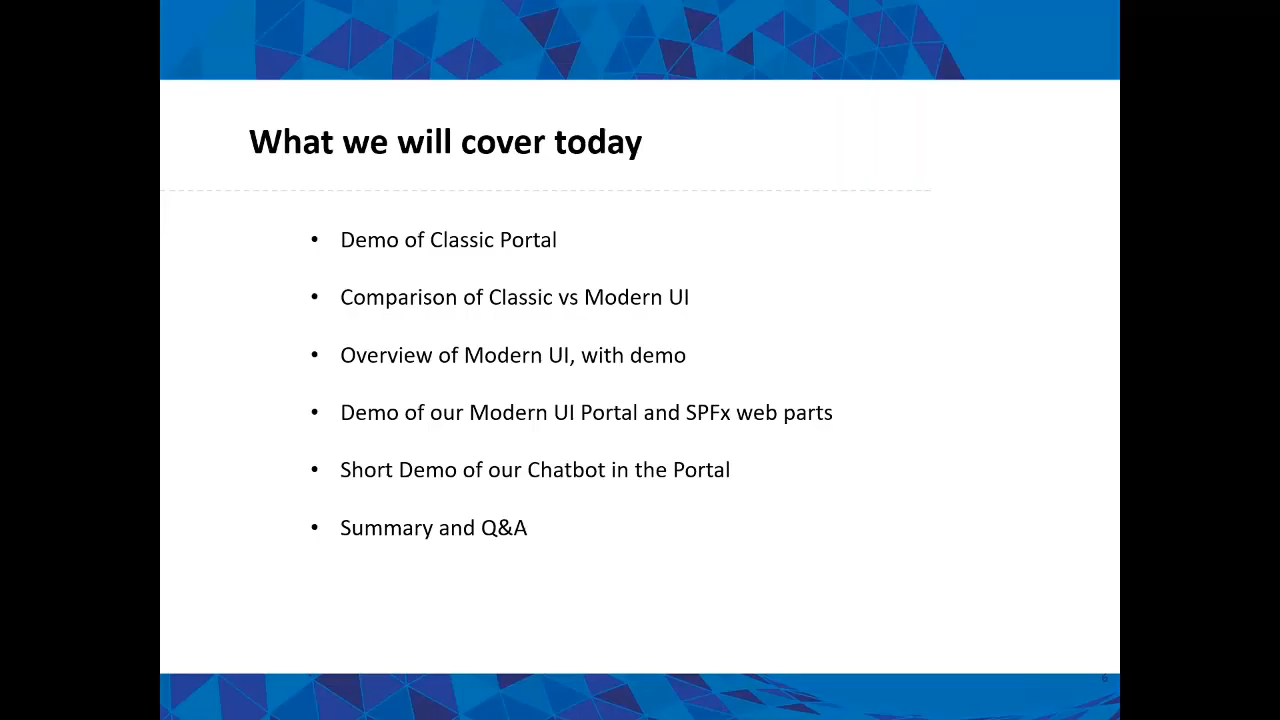 What we will cover today
• Demo of Classic Portal
• Comparison of Classic vs Modern UI
• Overview of Modern UI, with demo
• Demo of our Modern UI Portal and SPFx web parts
• Short Demo of our Chatbot in the Portal
• Summary and Q&A
6